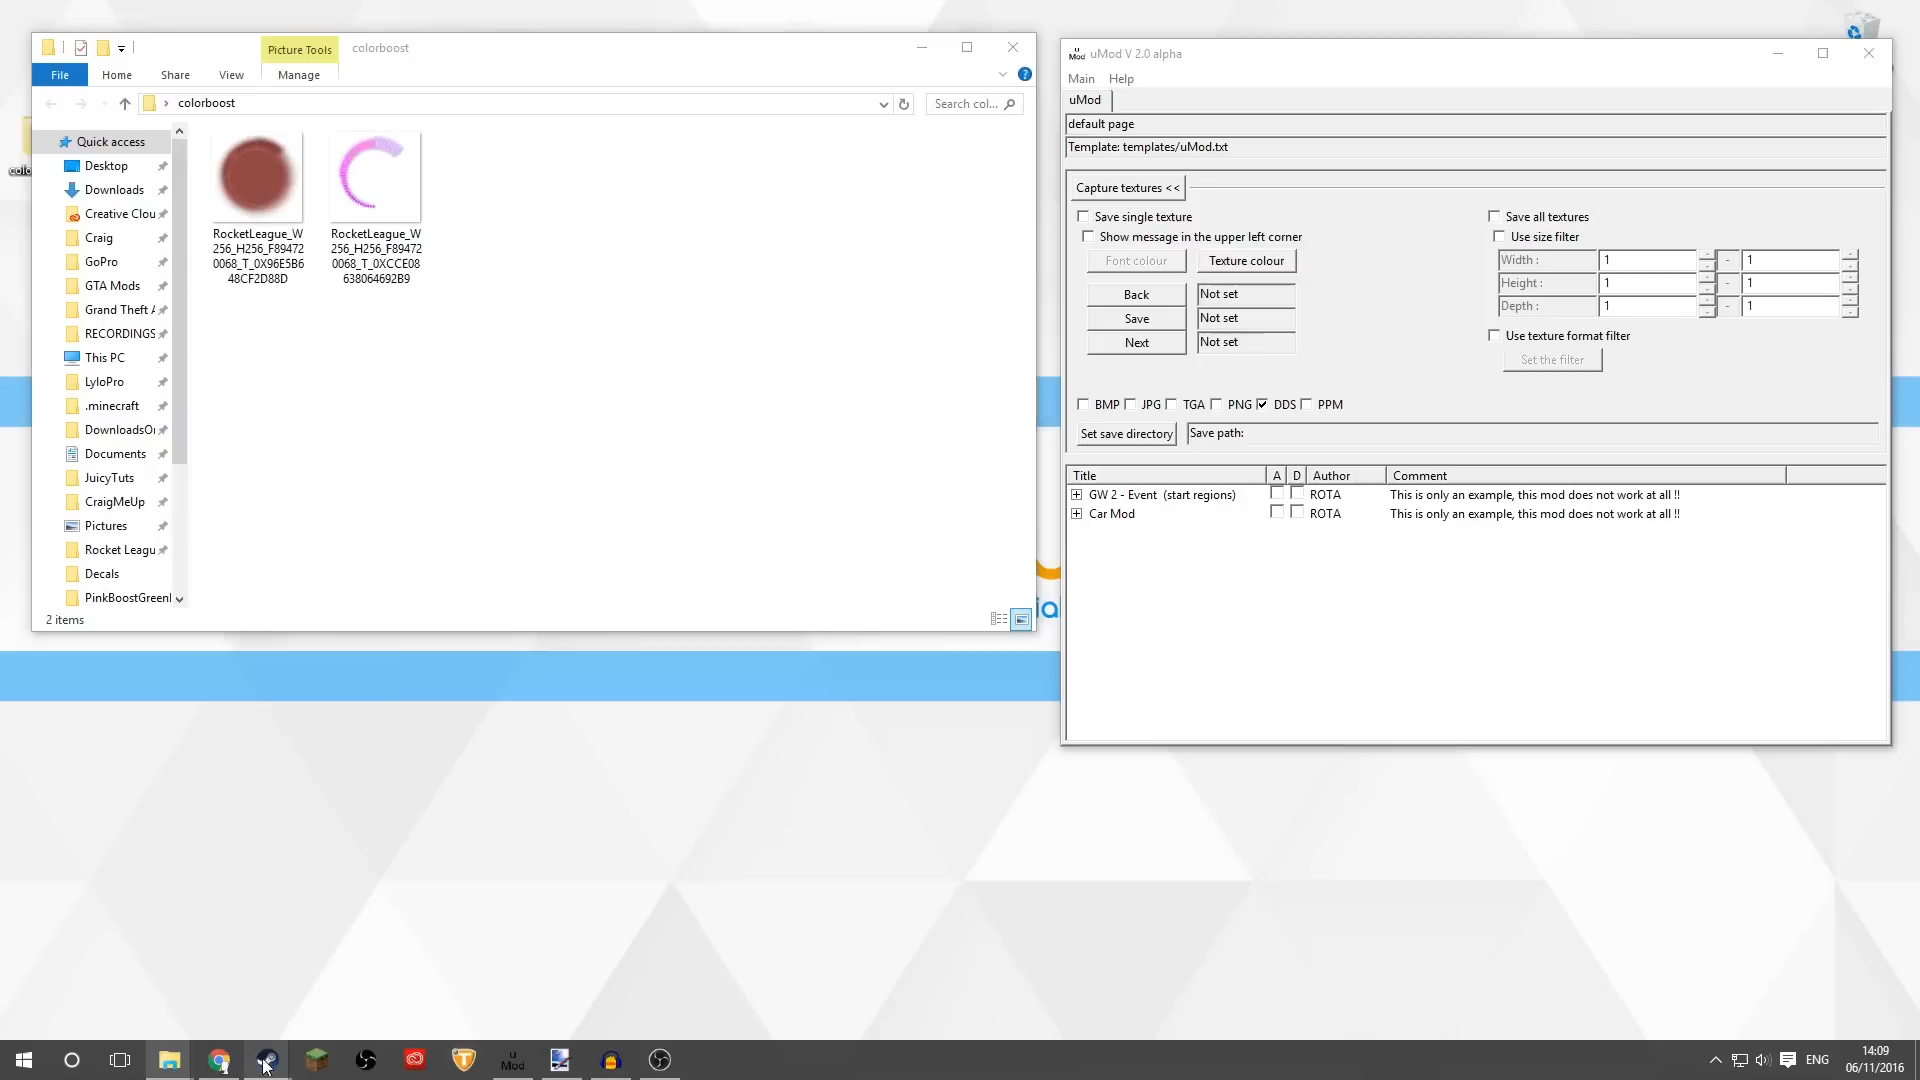 Picture Tools
colorboost
File
Home
Share
View
Manage
colorboost
Search col...
Quick access
Desktop
Downloads
Creative Clou
Craig
GoPro
GTA Mods
Grand Theft A
RECORDINGS
This PC
LyloPro
.minecraft
DownloadsOr
Documents
JuicyTuts
CraigMeUp
Pictures
Rocket Leagu
Decals
PinkBoostGreenI
RocketLeague_W
256_H256_F89472
0068_T_0X96E5B6
48CF2D88D
RocketLeague_W
256_H256_F89472
0068_T_0XCCE08
638064692B9
2 items
uMod V 2.0 alpha
Main Help
uMod
default page
Template: templates/uMod.txt
Capture textures <<
Save single texture
Show message in the upper left corner
Font colour
Texture colour
Back
Not set
Save
Not set
Next
Not set
Save all textures
Use size filter
Width :
1
-
1
Height :
1
-
1
Depth :
1
-
1
Use texture format filter
Set the filter
BMP JPG TGA PNG DDS PPM
Set save directory
Save path:
Title A D Author Comment
GW 2 - Event (start regions) ROTA This is only an example, this mod does not work at all !!
Car Mod ROTA This is only an example, this mod does not work at all !!
ENG
14:09
06/11/2016